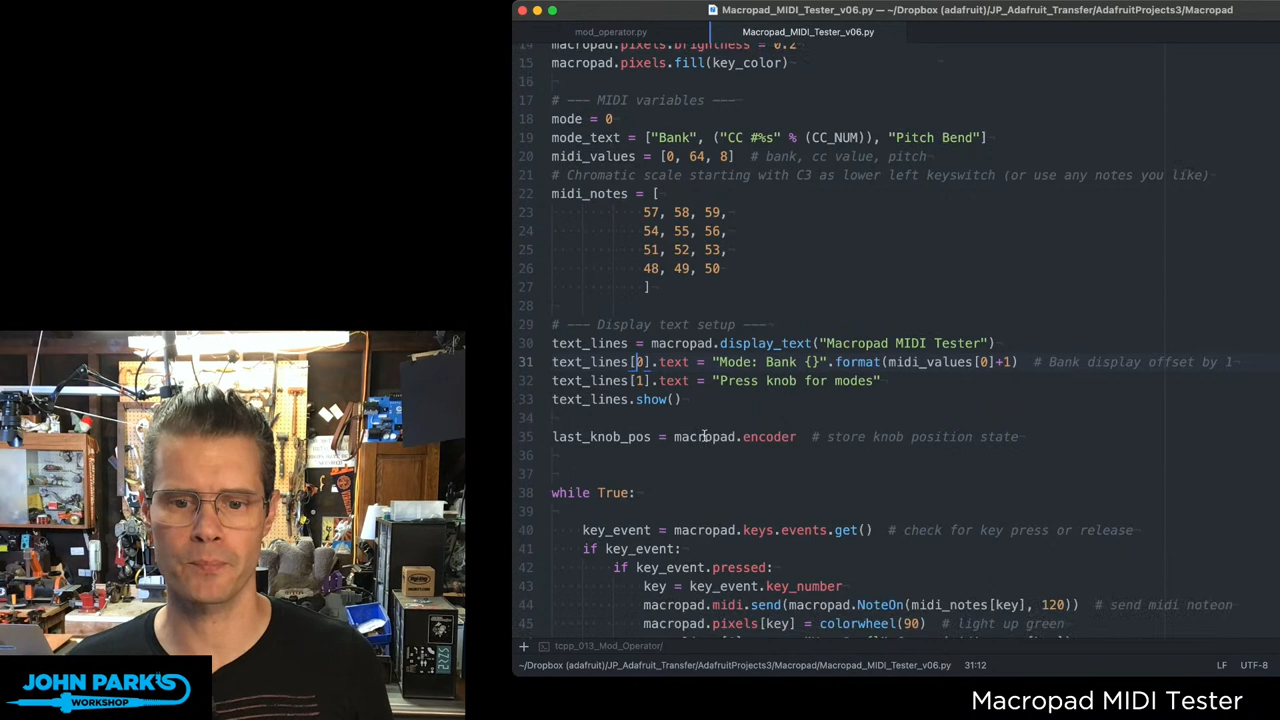 Macropad_MIDI_Tester_v06.py — ~/Dropbox (adafruit)/JP_Adafruit_Transfer/AdafruitProjects3/Macropad
mod_operator.py
Macropad_MIDI_Tester_v06.py
14 macropad.pixels.brightness = 0.2
15 macropad.pixels.fill(key_color)
16
17 # --- MIDI variables ---
18 mode = 0
19 mode_text = ["Bank", ("CC #%s" % (CC_NUM)), "Pitch Bend"]
20 midi_values = [0, 64, 8]  # bank, cc value, pitch
21 # Chromatic scale starting with C3 as lower left keyswitch (or use any notes you like)
22 midi_notes = [
23 57, 58, 59,
24 54, 55, 56,
25 51, 52, 53,
26 48, 49, 50
27 ]
28
29 # --- Display text setup ---
30 text_lines = macropad.display_text("Macropad MIDI Tester")
31 text_lines[0].text = "Mode: Bank {}".format(midi_values[0]+1)  # Bank display offset by 1
32 text_lines[1].text = "Press knob for modes"
33 text_lines.show()
34
35 last_knob_pos = macropad.encoder  # store knob position state
36
37
38 while True:
39
40 key_event = macropad.keys.events.get()  # check for key press or release
41 if key_event:
42 if key_event.pressed:
43 key = key_event.key_number
44 macropad.midi.send(macropad.NoteOn(midi_notes[key], 120))  # send midi noteon
45 macropad.pixels[key] = colorwheel(90)  # light up green
tcpp_013_Mod_Operator/
~/Dropbox (adafruit)/JP_Adafruit_Transfer/AdafruitProjects3/Macropad/Macropad_MIDI_Tester_v06.py 31:12 LF UTF-8
JOHN PARK'S
WORKSHOP
Macropad MIDI Tester